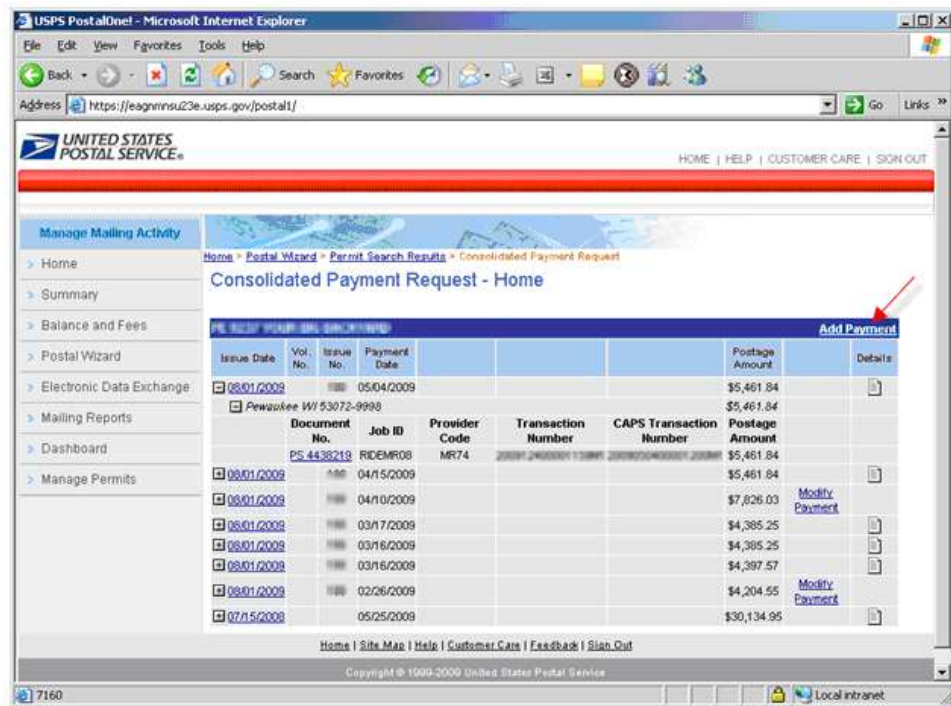 USPS PostalOne! - Microsoft Internet Explorer
File Edit View Favorites Tools Help
Back Search Favorites
Address https://eagnmnsu23e.usps.gov/postal1/ Go Links »
UNITED STATES
POSTAL SERVICE®
HOME | HELP | CUSTOMER CARE | SIGN OUT
Manage Mailing Activity
> Home
> Summary
> Balance and Fees
> Postal Wizard
> Electronic Data Exchange
> Mailing Reports
> Dashboard
> Manage Permits
Home > Postal Wizard > Permit Search Results > Consolidated Payment Request
Consolidated Payment Request - Home
Add Payment
Issue Date Vol. No. Issue No. Payment Date Postage Amount Details
08/01/2009 05/04/2009 $5,461.84
Pewaukee WI 53072-9998 $5,461.84
Document No. Job ID Provider Code Transaction Number CAPS Transaction Number Postage Amount
PS 4438219 RIDEMR08 MR74 $5,461.84
08/01/2009 04/15/2009 $5,461.84
08/01/2009 04/10/2009 $7,826.03 Modify Payment
08/01/2009 03/17/2009 $4,385.25
08/01/2009 03/16/2009 $4,385.25
08/01/2009 03/16/2009 $4,397.57
08/01/2009 02/26/2009 $4,204.55 Modify Payment
07/15/2008 05/25/2009 $30,134.95
Home | Site Map | Help | Customer Care | Feedback | Sign Out
Copyright © 1999-2009 United States Postal Service
7160 Local intranet